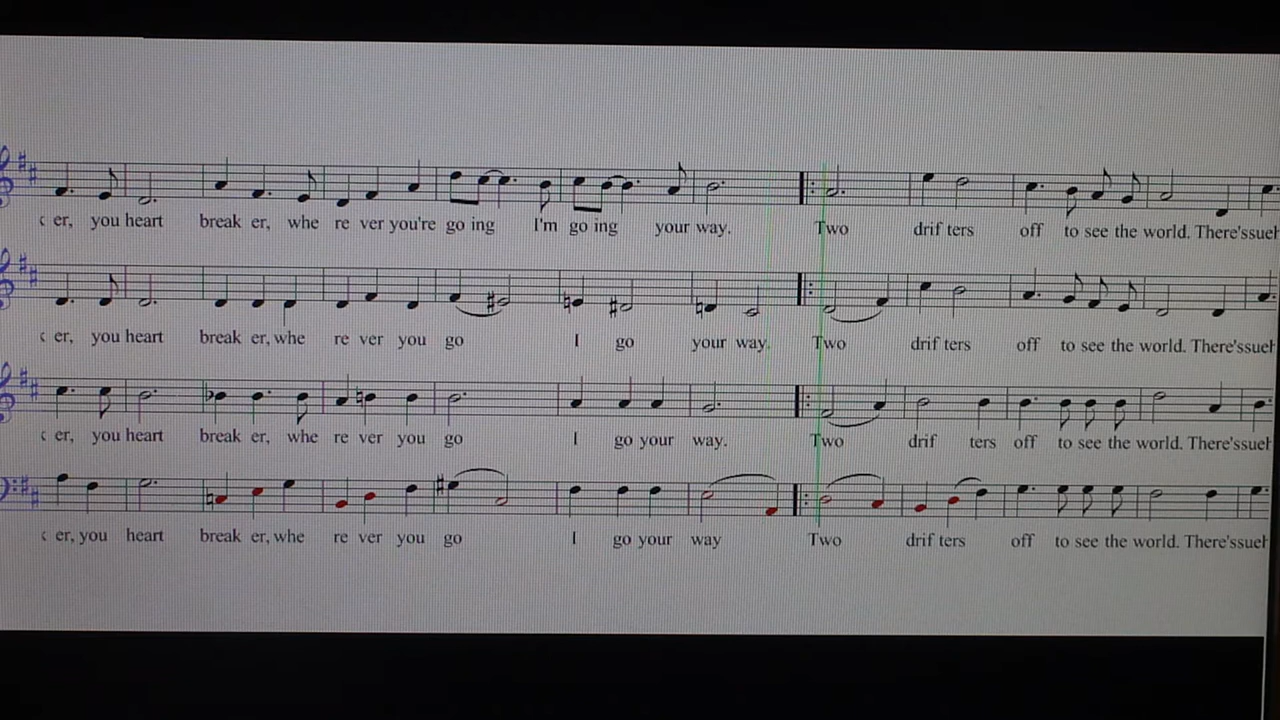 er, you heart break er, whe re ver you're go ing I'm go ing your way. Two drif ters off to see the world. There's
er, you heart break er, whe re ver you go I go your way. Two drif ters off to see the world. There's
er, you heart break er, whe re ver you go I go your way. Two drif ters off to see the world. There's
er, you heart break er, whe re ver you go I go your way Two drif ters off to see the world. There's